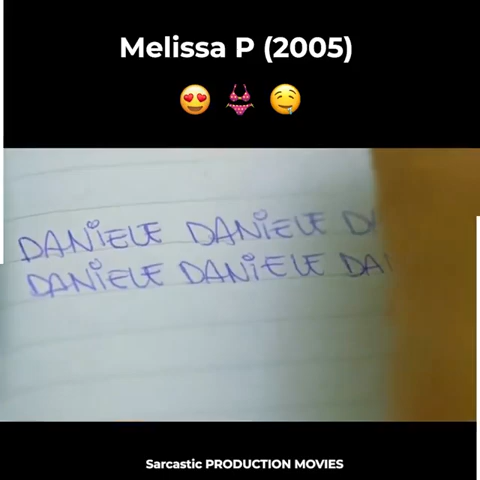 Melissa P (2005)
😍 👙 🤤
DANiELE DANiELE
DANiELE DANiELE
Sarcastic PRODUCTION MOVIES